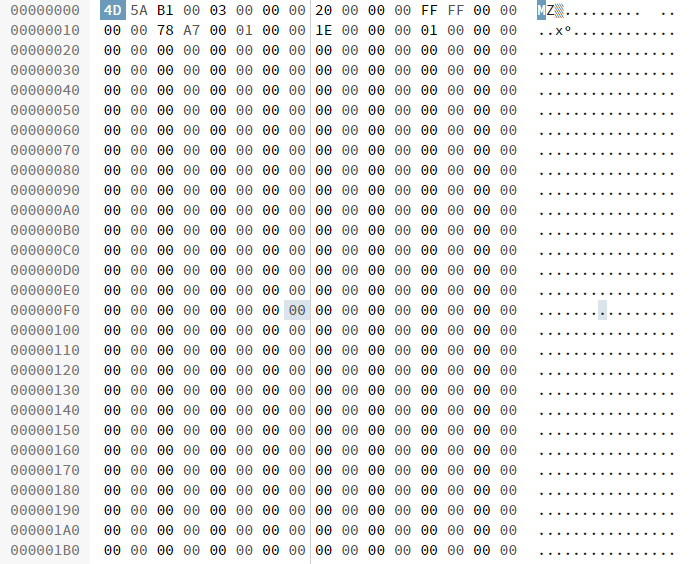 00000000 4D 5A B1 00 03 00 00 00 20 00 00 00 FF FF 00 00 MZ▒.........  ..
00000010 00 00 78 A7 00 01 00 00 1E 00 00 00 01 00 00 00 ..xº............
00000020 00 00 00 00 00 00 00 00 00 00 00 00 00 00 00 00 ................
00000030 00 00 00 00 00 00 00 00 00 00 00 00 00 00 00 00 ................
00000040 00 00 00 00 00 00 00 00 00 00 00 00 00 00 00 00 ................
00000050 00 00 00 00 00 00 00 00 00 00 00 00 00 00 00 00 ................
00000060 00 00 00 00 00 00 00 00 00 00 00 00 00 00 00 00 ................
00000070 00 00 00 00 00 00 00 00 00 00 00 00 00 00 00 00 ................
00000080 00 00 00 00 00 00 00 00 00 00 00 00 00 00 00 00 ................
00000090 00 00 00 00 00 00 00 00 00 00 00 00 00 00 00 00 ................
000000A0 00 00 00 00 00 00 00 00 00 00 00 00 00 00 00 00 ................
000000B0 00 00 00 00 00 00 00 00 00 00 00 00 00 00 00 00 ................
000000C0 00 00 00 00 00 00 00 00 00 00 00 00 00 00 00 00 ................
000000D0 00 00 00 00 00 00 00 00 00 00 00 00 00 00 00 00 ................
000000E0 00 00 00 00 00 00 00 00 00 00 00 00 00 00 00 00 ................
000000F0 00 00 00 00 00 00 00 00 00 00 00 00 00 00 00 00 ................
00000100 00 00 00 00 00 00 00 00 00 00 00 00 00 00 00 00 ................
00000110 00 00 00 00 00 00 00 00 00 00 00 00 00 00 00 00 ................
00000120 00 00 00 00 00 00 00 00 00 00 00 00 00 00 00 00 ................
00000130 00 00 00 00 00 00 00 00 00 00 00 00 00 00 00 00 ................
00000140 00 00 00 00 00 00 00 00 00 00 00 00 00 00 00 00 ................
00000150 00 00 00 00 00 00 00 00 00 00 00 00 00 00 00 00 ................
00000160 00 00 00 00 00 00 00 00 00 00 00 00 00 00 00 00 ................
00000170 00 00 00 00 00 00 00 00 00 00 00 00 00 00 00 00 ................
00000180 00 00 00 00 00 00 00 00 00 00 00 00 00 00 00 00 ................
00000190 00 00 00 00 00 00 00 00 00 00 00 00 00 00 00 00 ................
000001A0 00 00 00 00 00 00 00 00 00 00 00 00 00 00 00 00 ................
000001B0 00 00 00 00 00 00 00 00 00 00 00 00 00 00 00 00 ................